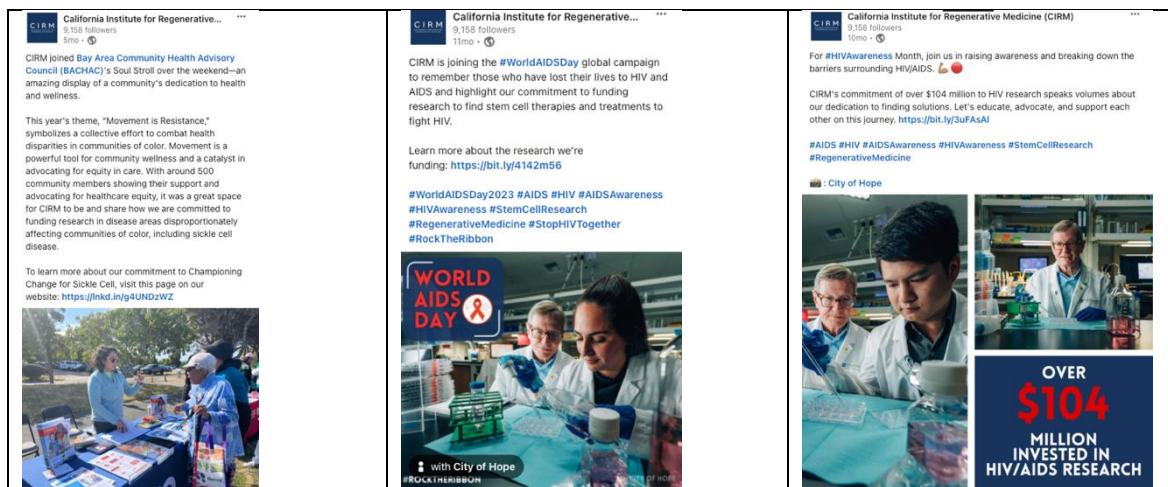 CIRM
California Institute for Regenerative...
9,158 followers
5mo
CIRM joined Bay Area Community Health Advisory
Council (BACHAC)'s Soul Stroll over the weekend—an
amazing display of a community's dedication to health
and wellness.
This year's theme, "Movement is Resistance,"
symbolizes a collective effort to combat health
disparities in communities of color. Movement is a
powerful tool for community wellness and a catalyst in
advocating for equity in care. With around 500
community members showing their support and
advocating for healthcare equity, it was a great space
for CIRM to be and share how we are committed to
funding research in disease areas disproportionately
affecting communities of color, including sickle cell
disease.
To learn more about our commitment to Championing
Change for Sickle Cell, visit this page on our
website: https://lnkd.in/g4UNDzWZ
CIRM
California Institute for Regenerative...
9,158 followers
11mo
CIRM is joining the #WorldAIDSDay global campaign
to remember those who have lost their lives to HIV and
AIDS and highlight our commitment to funding
research to find stem cell therapies and treatments to
fight HIV.
Learn more about the research we're
funding: https://bit.ly/4142m56
#WorldAIDSDay2023 #AIDS #HIV #AIDSAwareness
#HIVAwareness #StemCellResearch
#RegenerativeMedicine #StopHIVTogether
#RockTheRibbon
WORLD
AIDS
DAY
with City of Hope
#ROCKTHERIBBON
CITY OF HOPE
CIRM
California Institute for Regenerative Medicine (CIRM)
9,158 followers
10mo
For #HIVAwareness Month, join us in raising awareness and breaking down the
barriers surrounding HIV/AIDS. 💪🏼 🔴
CIRM's commitment of over $104 million to HIV research speaks volumes about
our dedication to finding solutions. Let's educate, advocate, and support each
other on this journey. https://bit.ly/3uFAsAl
#AIDS #HIV #AIDSAwareness #HIVAwareness #StemCellResearch
#RegenerativeMedicine
📸 : City of Hope
OVER
$104
MILLION
INVESTED IN
HIV/AIDS RESEARCH